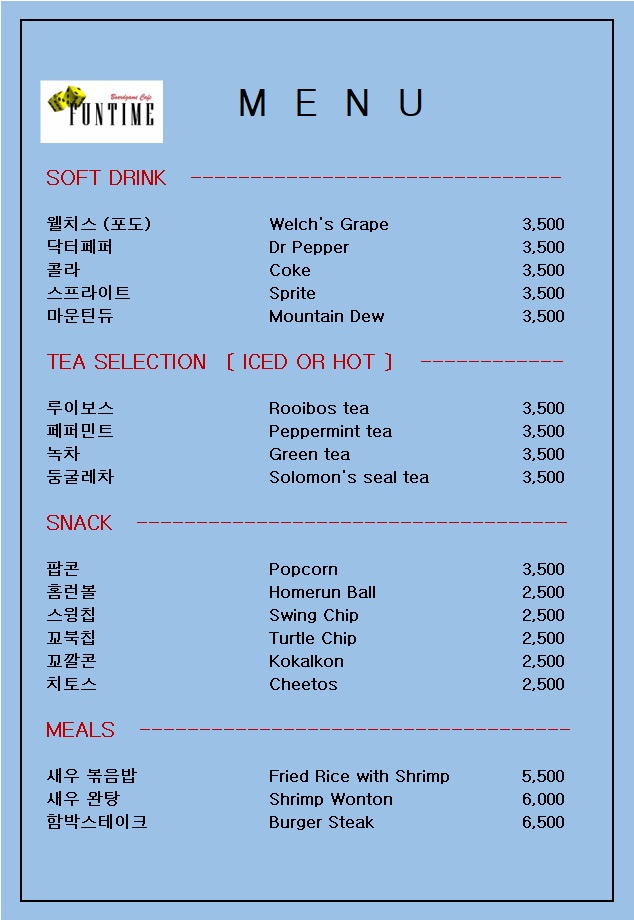 Boardgame Cafe
FUNTIME
MENU
SOFT DRINK -------------------------------
웰치스 (포도) Welch's Grape 3,500
닥터페퍼 Dr Pepper 3,500
콜라 Coke 3,500
스프라이트 Sprite 3,500
마운틴듀 Mountain Dew 3,500
TEA SELECTION [ ICED OR HOT ] ------------
루이보스 Rooibos tea 3,500
페퍼민트 Peppermint tea 3,500
녹차 Green tea 3,500
둥굴레차 Solomon's seal tea 3,500
SNACK ------------------------------------
팝콘 Popcorn 3,500
홈런볼 Homerun Ball 2,500
스윙칩 Swing Chip 2,500
꼬북칩 Turtle Chip 2,500
꼬깔콘 Kokalkon 2,500
치토스 Cheetos 2,500
MEALS ------------------------------------
새우 볶음밥 Fried Rice with Shrimp 5,500
새우 완탕 Shrimp Wonton 6,000
함박스테이크 Burger Steak 6,500